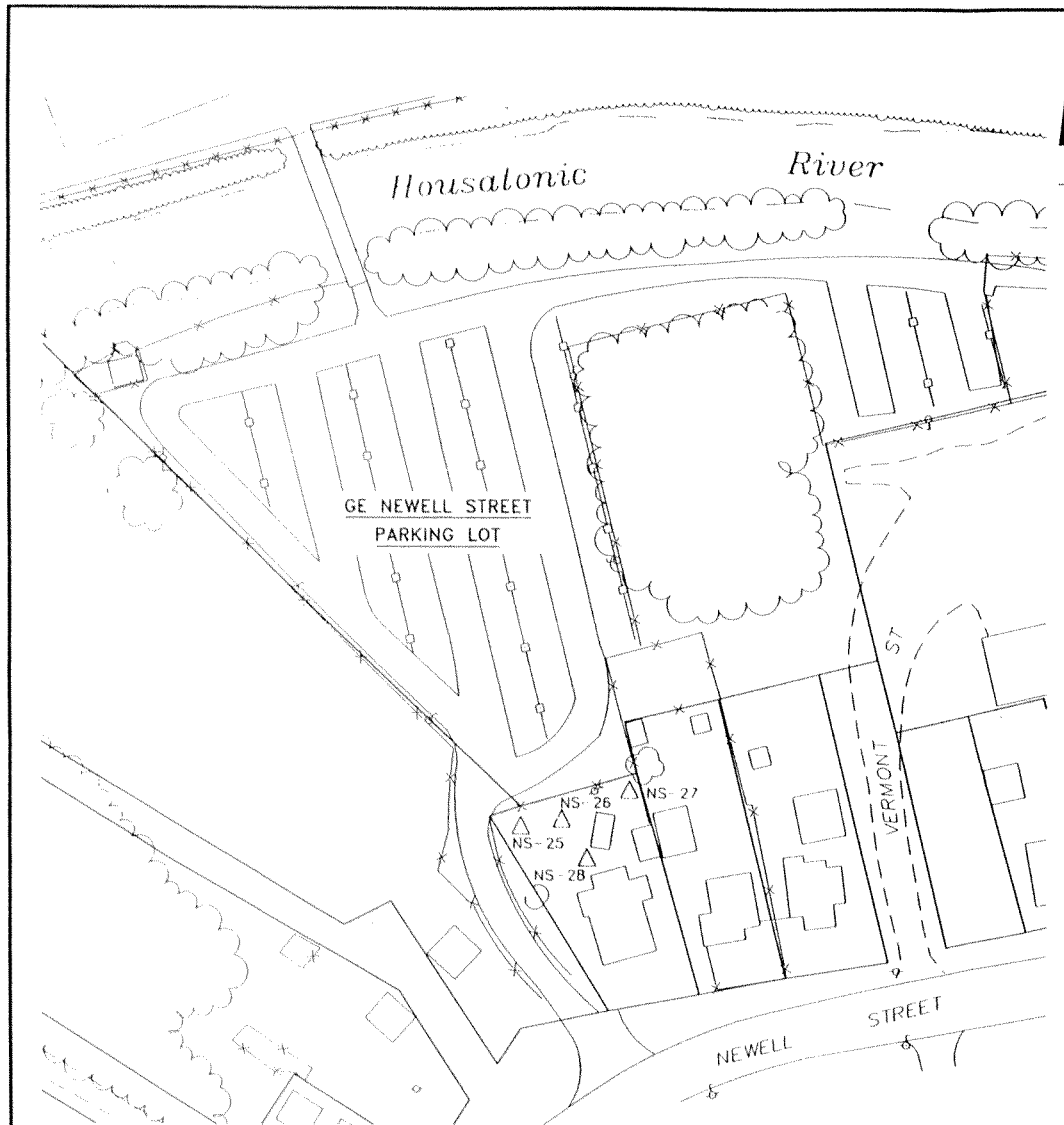 Housatonic River
GE NEWELL STREET
PARKING LOT
VERMONT ST
NS-27
NS-26
NS-25
NS-28
NEWELL STREET